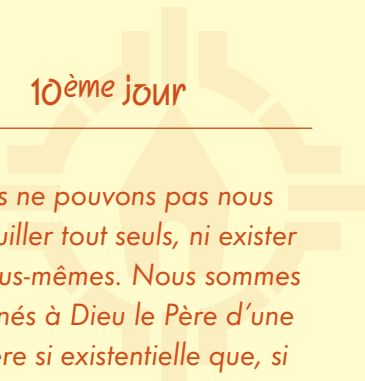 10ème jour
s ne pouvons pas nous
uiller tout seuls, ni exister
us-mêmes. Nous sommes
nés à Dieu le Père d’une
re si existentielle que, si